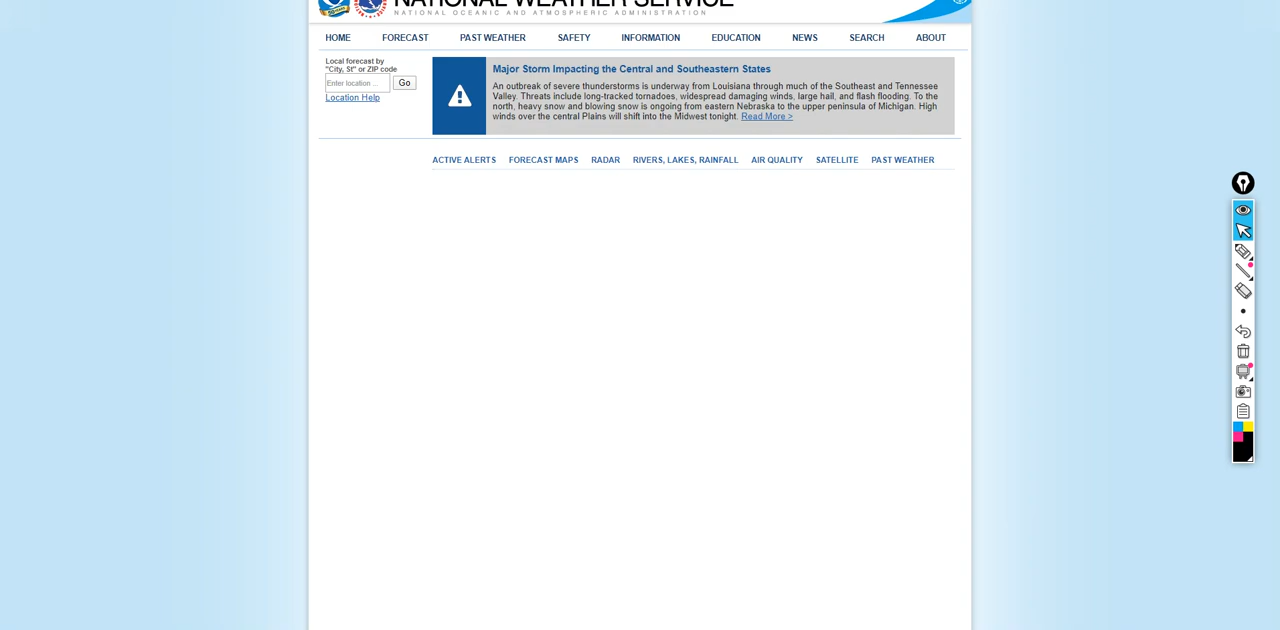 NATIONAL WEATHER SERVICE
NATIONAL OCEANIC AND ATMOSPHERIC ADMINISTRATION
HOME FORECAST PAST WEATHER SAFETY INFORMATION EDUCATION NEWS SEARCH ABOUT
Local forecast by
"City, St" or ZIP code
Enter location ... Go
Location Help
Major Storm Impacting the Central and Southeastern States
An outbreak of severe thunderstorms is underway from Louisiana through much of the Southeast and Tennessee
Valley. Threats include long-tracked tornadoes, widespread damaging winds, large hail, and flash flooding. To the
north, heavy snow and blowing snow is ongoing from eastern Nebraska to the upper peninsula of Michigan. High
winds over the central Plains will shift into the Midwest tonight. Read More >
ACTIVE ALERTS FORECAST MAPS RADAR RIVERS, LAKES, RAINFALL AIR QUALITY SATELLITE PAST WEATHER